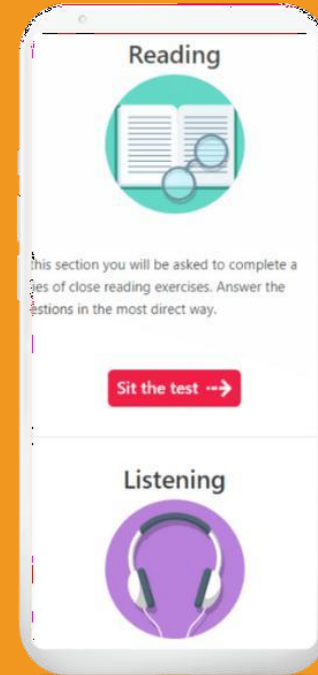 Reading
this section you will be asked to complete a
ies of close reading exercises. Answer the
estions in the most direct way.
Sit the test
Listening